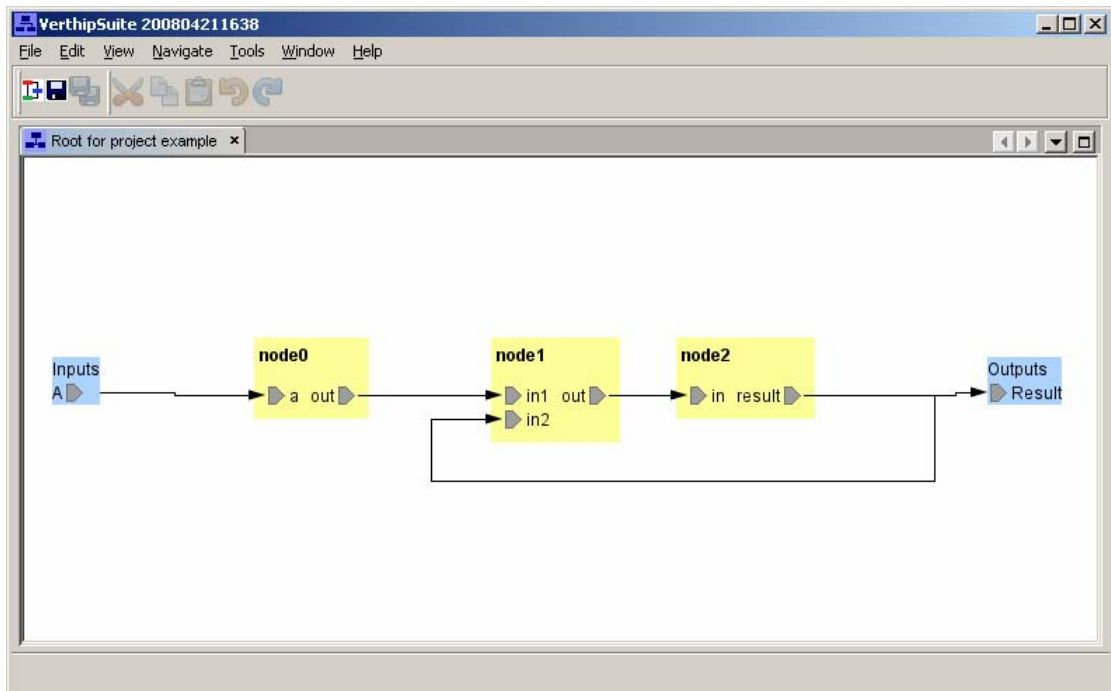 VerthipSuite 200804211638
File Edit View Navigate Tools Window Help
Root for project example
Inputs
A
node0
a out
node1
in1 out
in2
node2
in result
Outputs
Result